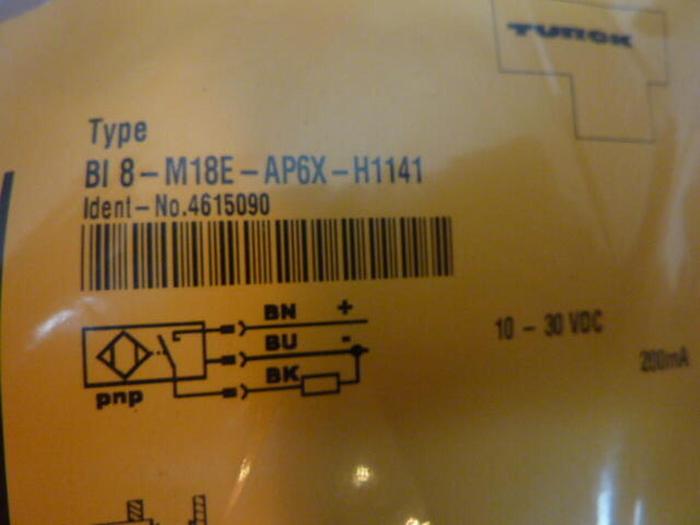 TURCK
Type
BI 8-M18E-AP6X-H1141
Ident-No.4615090
BN +
BU -
BK
pnp
10 - 30 VDC
200mA